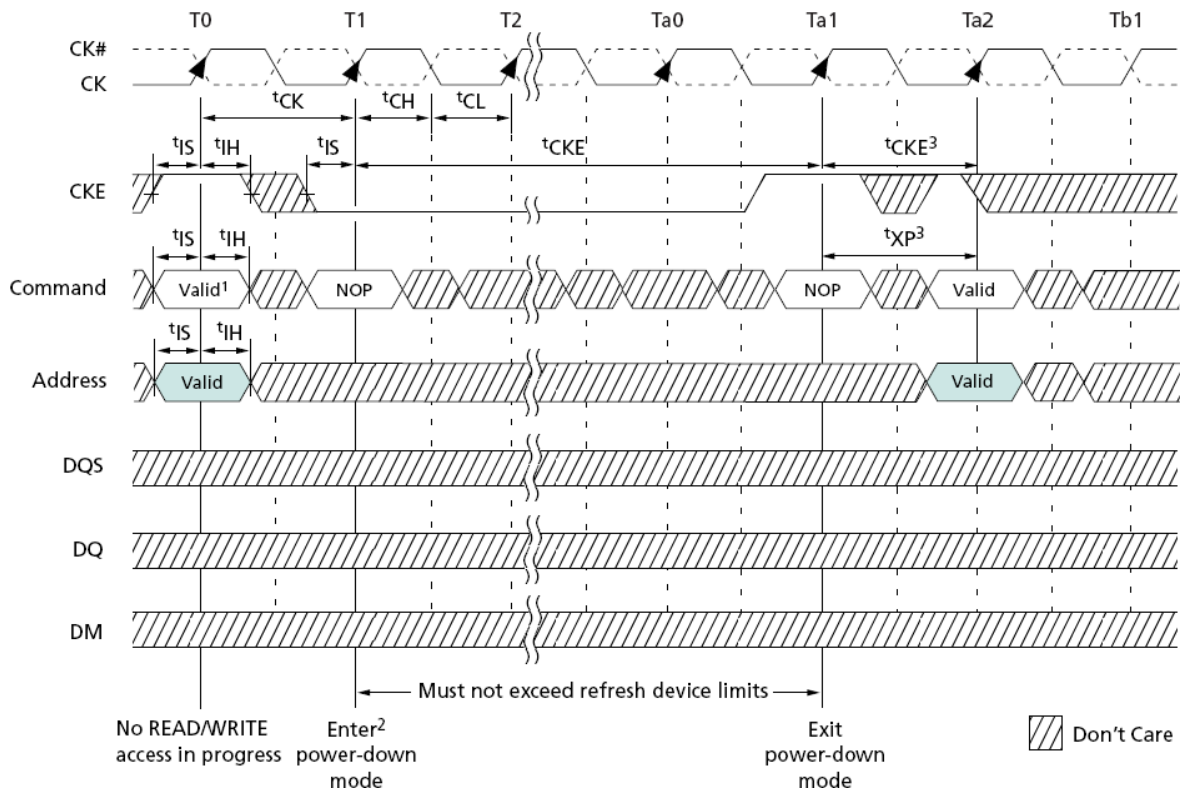 T0 T1 T2 Ta0 Ta1 Ta2 Tb1
CK#
CK
tCK tCH tCL
tIS tIH tIS tCKE tCKE3
CKE
tIS tIH tXP3
Command Valid1 NOP NOP Valid
tIS tIH
Address Valid Valid
DQS
DQ
DM
Must not exceed refresh device limits
No READ/WRITE
access in progress
Enter2
power-down
mode
Exit
power-down
mode
Don't Care